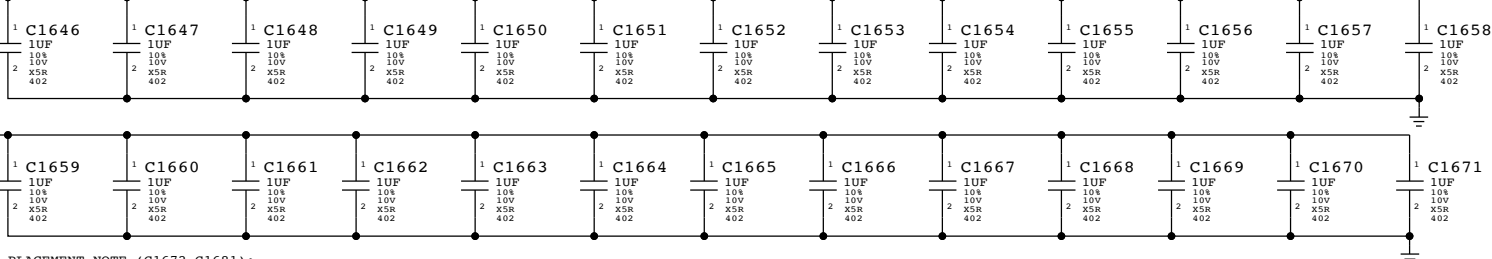 1 C1646 1 C1647 1 C1648 1 C1649 1 C1650 1 C1651 1 C1652 1 C1653 1 C1654 1 C1655 1 C1656 1 C1657 1 C1658
1UF 1UF 1UF 1UF 1UF 1UF 1UF 1UF 1UF 1UF 1UF 1UF 1UF
10% 10% 10% 10% 10% 10% 10% 10% 10% 10% 10% 10% 10%
10V 10V 10V 10V 10V 10V 10V 10V 10V 10V 10V 10V 10V
2 X5R 2 X5R 2 X5R 2 X5R 2 X5R 2 X5R 2 X5R 2 X5R 2 X5R 2 X5R 2 X5R 2 X5R 2 X5R
402 402 402 402 402 402 402 402 402 402 402 402 402
1 C1659 1 C1660 1 C1661 1 C1662 1 C1663 1 C1664 1 C1665 1 C1666 1 C1667 1 C1668 1 C1669 1 C1670 1 C1671
1UF 1UF 1UF 1UF 1UF 1UF 1UF 1UF 1UF 1UF 1UF 1UF 1UF
10% 10% 10% 10% 10% 10% 10% 10% 10% 10% 10% 10% 10%
10V 10V 10V 10V 10V 10V 10V 10V 10V 10V 10V 10V 10V
2 X5R 2 X5R 2 X5R 2 X5R 2 X5R 2 X5R 2 X5R 2 X5R 2 X5R 2 X5R 2 X5R 2 X5R 2 X5R
402 402 402 402 402 402 402 402 402 402 402 402 402
PLACEMENT_NOTE (C1672-C1681):